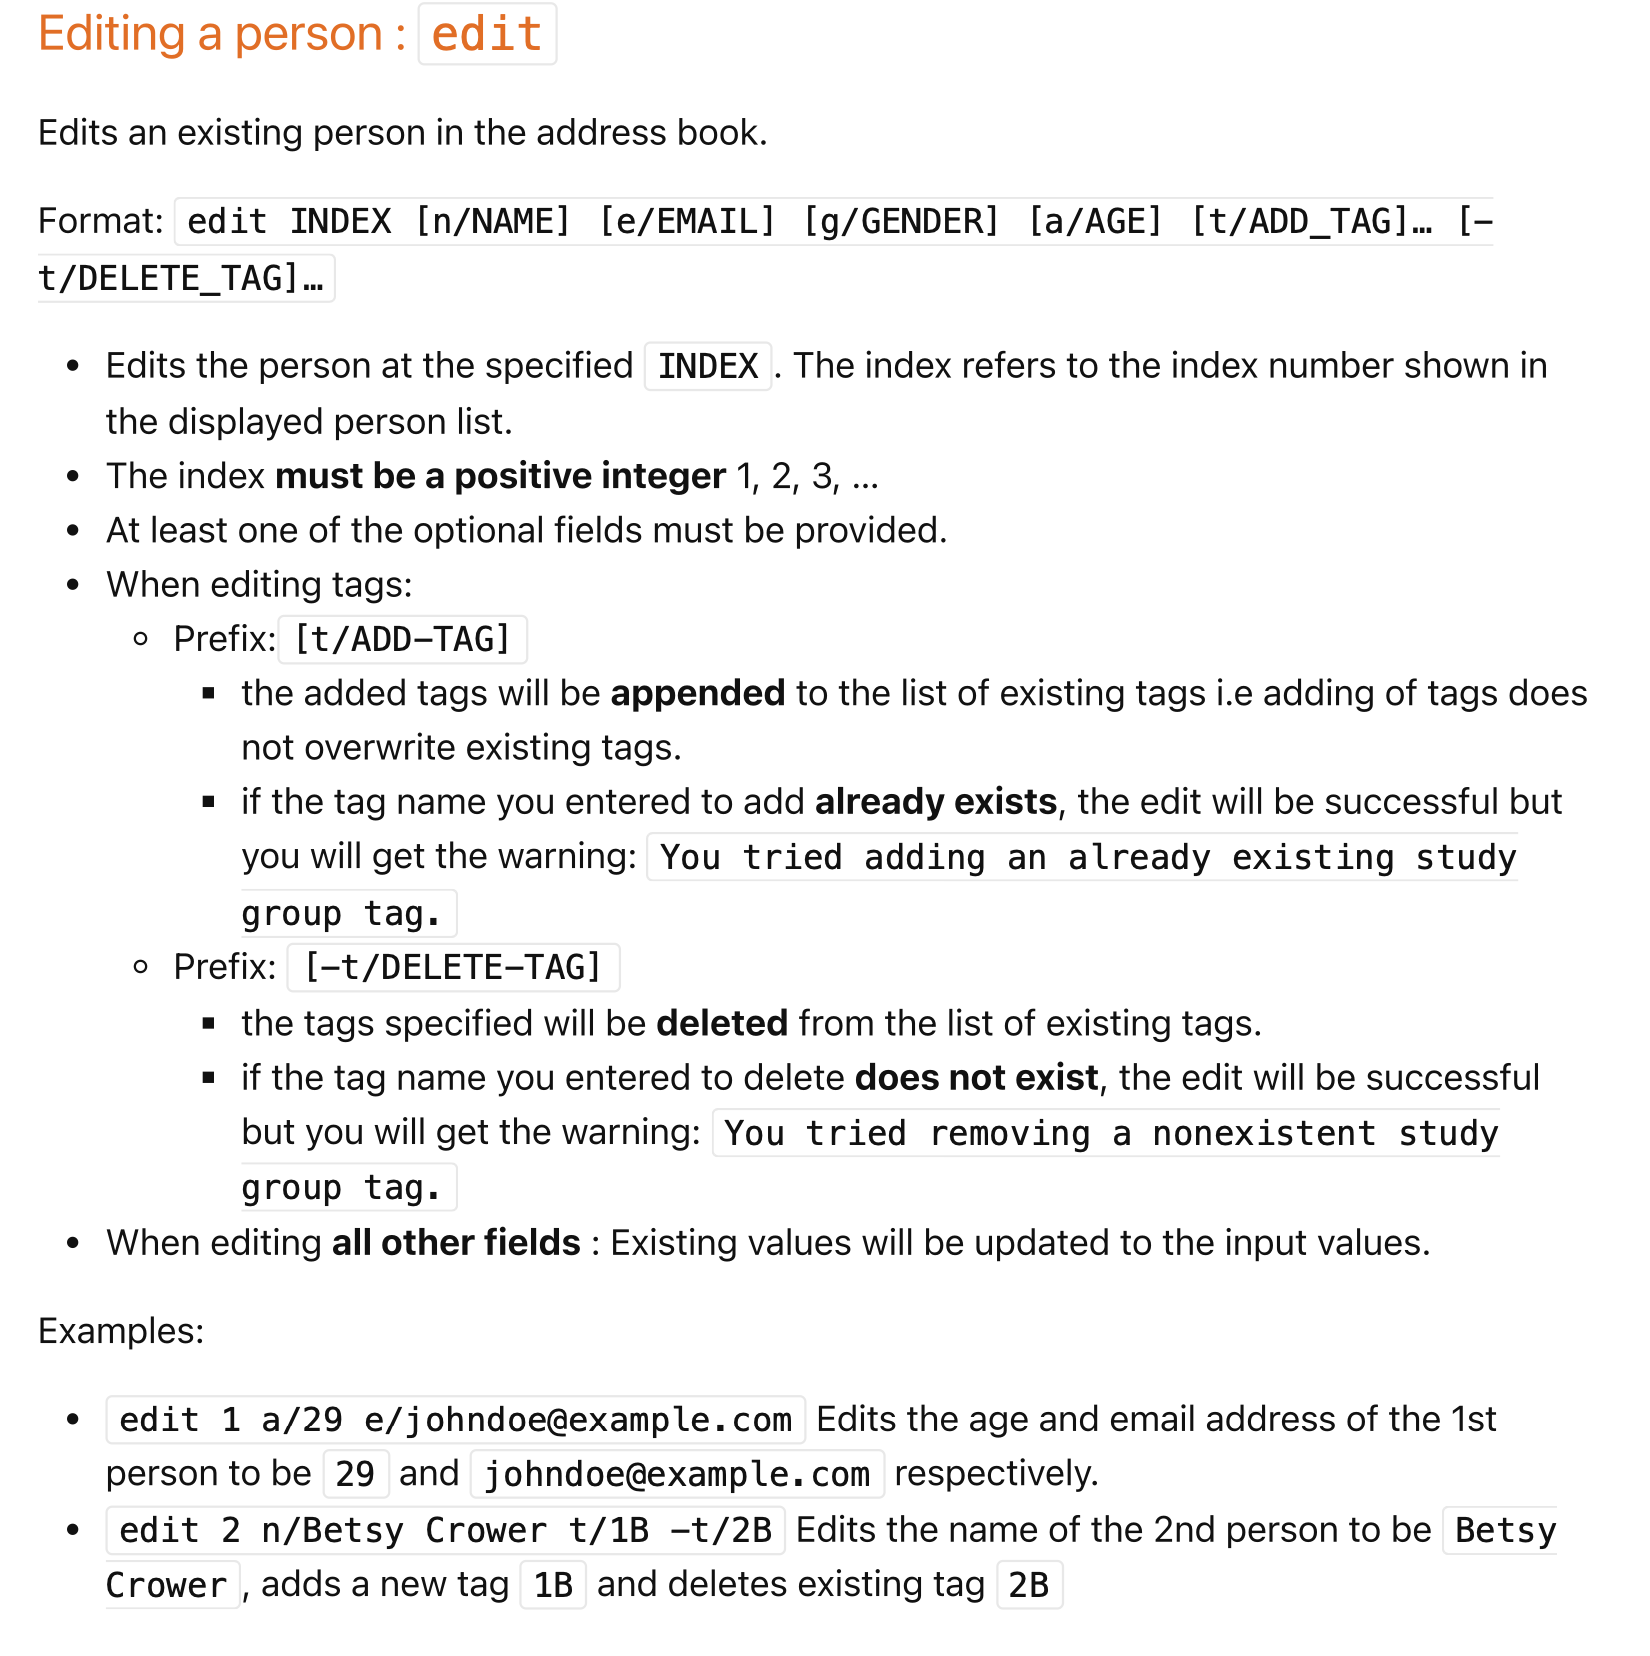 Editing a person : edit
Edits an existing person in the address book.
Format: edit INDEX [n/NAME] [e/EMAIL] [g/GENDER] [a/AGE] [t/ADD_TAG]… [-
t/DELETE_TAG]…
• Edits the person at the specified INDEX. The index refers to the index number shown in
the displayed person list.
• The index must be a positive integer 1, 2, 3, …
• At least one of the optional fields must be provided.
• When editing tags:
◦ Prefix: [t/ADD-TAG]
▪ the added tags will be appended to the list of existing tags i.e adding of tags does
not overwrite existing tags.
▪ if the tag name you entered to add already exists, the edit will be successful but
you will get the warning: You tried adding an already existing study
group tag.
◦ Prefix: [-t/DELETE-TAG]
▪ the tags specified will be deleted from the list of existing tags.
▪ if the tag name you entered to delete does not exist, the edit will be successful
but you will get the warning: You tried removing a nonexistent study
group tag.
• When editing all other fields : Existing values will be updated to the input values.
Examples:
• edit 1 a/29 e/johndoe@example.com Edits the age and email address of the 1st
person to be 29 and johndoe@example.com respectively.
• edit 2 n/Betsy Crower t/1B -t/2B Edits the name of the 2nd person to be Betsy
Crower, adds a new tag 1B and deletes existing tag 2B